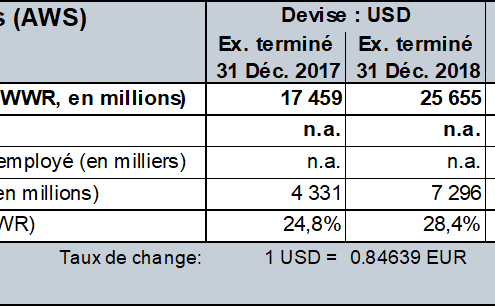 s (AWS) Devise : USD
Ex. terminé Ex. terminé
31 Déc. 2017 31 Déc. 2018
WWR, en millions) 17 459 25 655
n.a. n.a.
employé (en milliers) n.a. n.a.
en millions) 4 331 7 296
WR) 24,8% 28,4%
Taux de change: 1 USD = 0.84639 EUR